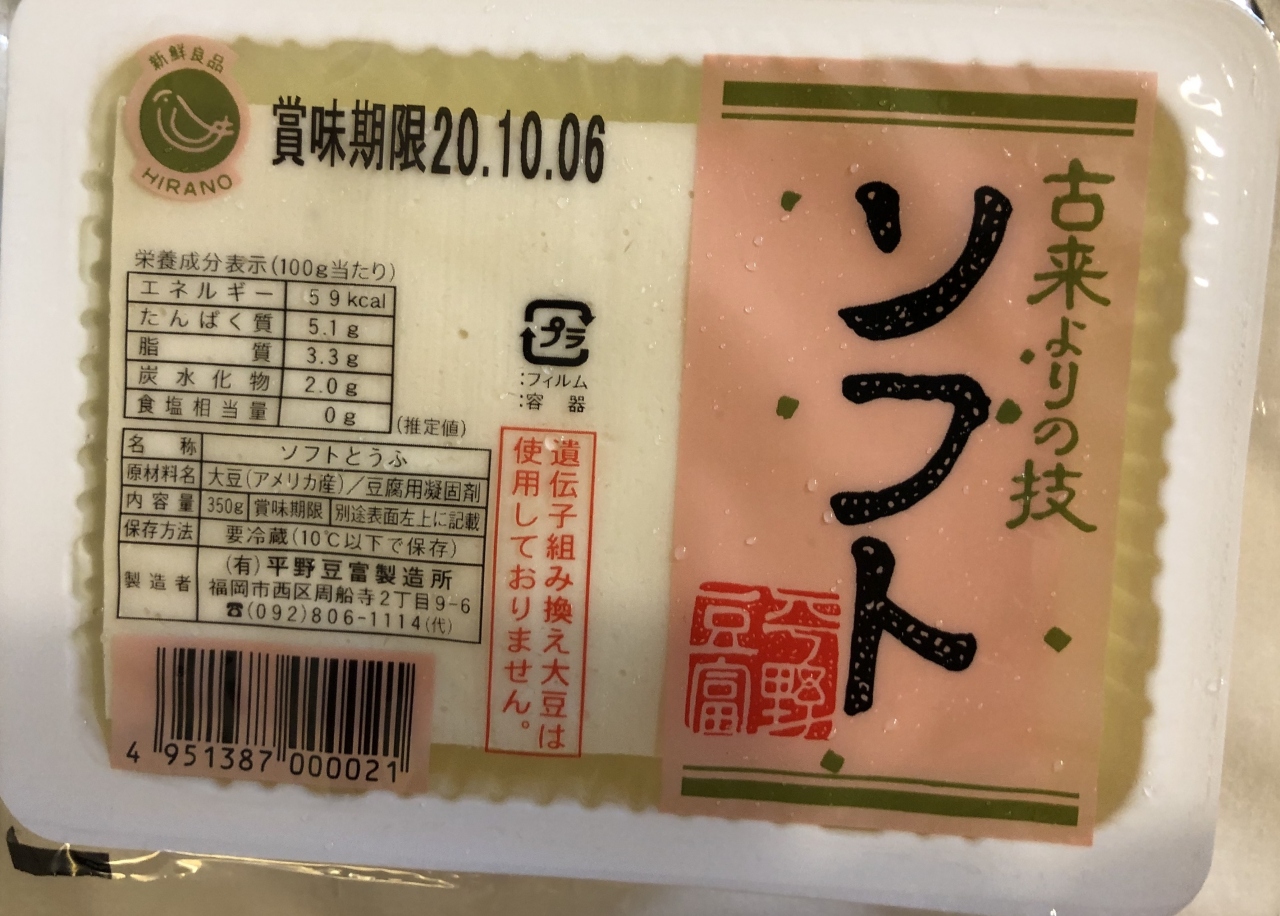 新鮮良品
HIRANO
賞味期限20.10.06
栄養成分表示(100g当たり)
エネルギー 59kcal
たんぱく質 5.1g
脂質 3.3g
炭水化物 2.0g
食塩相当量 0g
(推定値)
名称 ソフトとうふ
原材料名 大豆(アメリカ産)/豆腐用凝固剤
内容量 350g 賞味期限 別途表面左上に記載
保存方法 要冷蔵(10℃以下で保存)
製造者 (有)平野豆富製造所
福岡市西区周船寺2丁目9-6
☎(092)806-1114(代)
4 951387 000021
プラ
:フィルム
:容器
遺伝子組み換え大豆は
使用しておりません。
古来よりの技
ソフト
平野
豆富